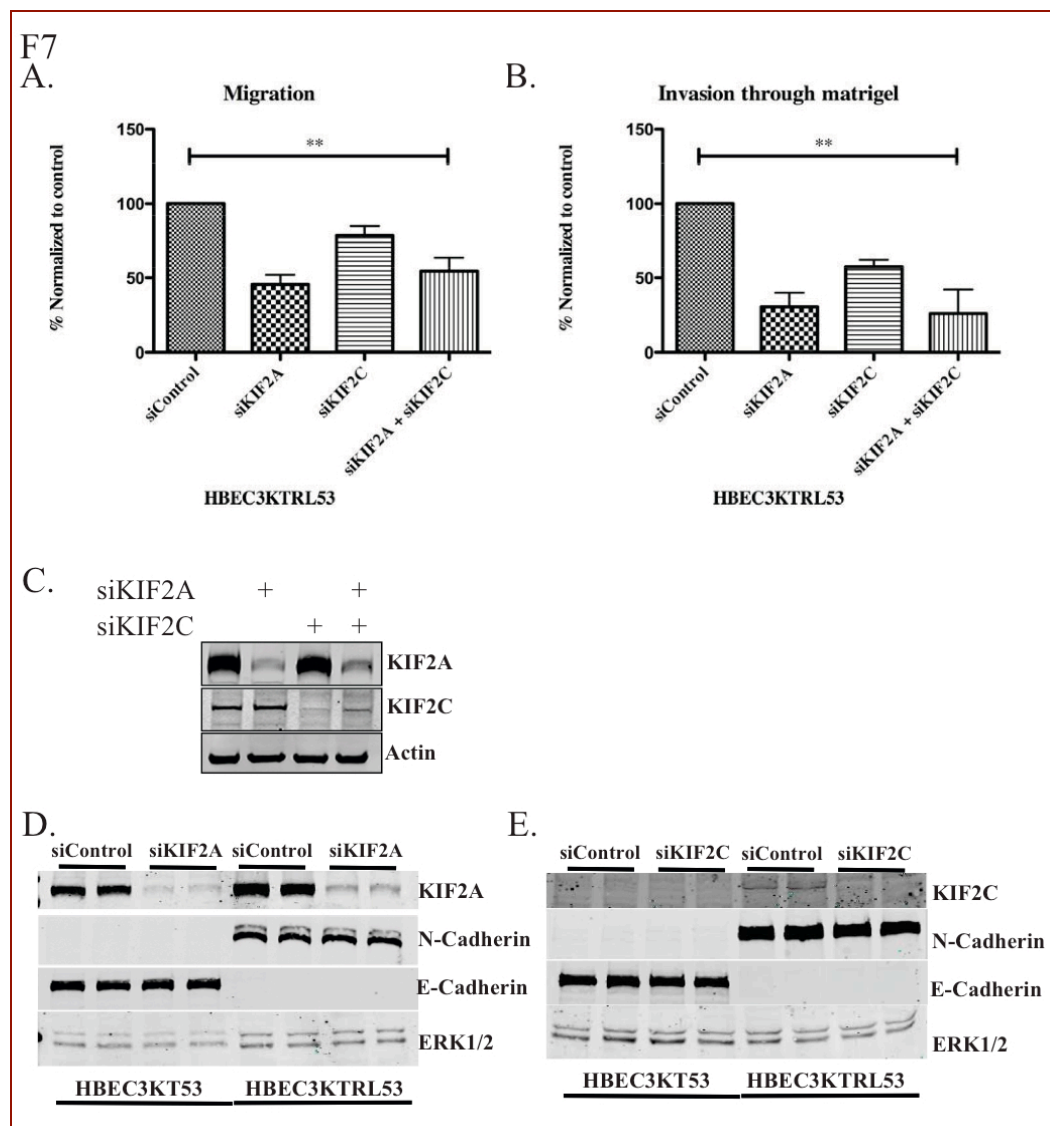 F7
A.
Migration
% Normalized to control
150
100
50
0
**
siControl
siKIF2A
siKIF2C
siKIF2A + siKIF2C
HBEC3KTRL53
B.
Invasion through matrigel
% Normalized to control
150
100
50
0
**
siControl
siKIF2A
siKIF2C
siKIF2A + siKIF2C
HBEC3KTRL53
C.
siKIF2A + +
siKIF2C + +
KIF2A
KIF2C
Actin
D.
siControl siKIF2A siControl siKIF2A
KIF2A
N-Cadherin
E-Cadherin
ERK1/2
HBEC3KT53 HBEC3KTRL53
E.
siControl siKIF2C siControl siKIF2C
KIF2C
N-Cadherin
E-Cadherin
ERK1/2
HBEC3KT53 HBEC3KTRL53